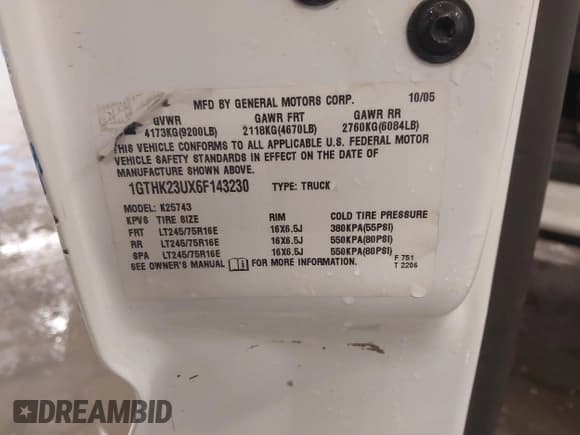 MFD BY GENERAL MOTORS CORP. 10/05
GVWR GAWR FRT GAWR RR
4173KG(9200LB) 2118KG(4670LB) 2760KG(6084LB)
THIS VEHICLE CONFORMS TO ALL APPLICABLE U.S. FEDERAL MOTOR
VEHICLE SAFETY STANDARDS IN EFFECT ON THE DATE OF
MANUFACTURE SHOWN ABOVE.
1GTHK23UX6F143230 TYPE: TRUCK
MODEL: K25743
KPVS TIRE SIZE RIM COLD TIRE PRESSURE
FRT LT245/75R16E 16X6.5J 380KPA(55PSI)
RR LT245/75R16E 16X6.5J 550KPA(80PSI)
SPA LT245/75R16E 16X6.5J 550KPA(80PSI)
SEE OWNER'S MANUAL FOR MORE INFORMATION.
F 751
T 2206
DREAMBID